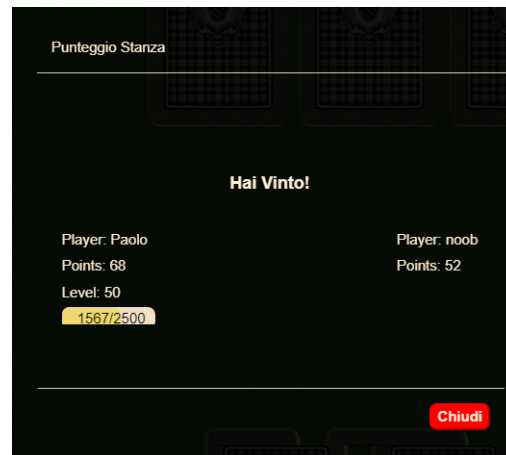 Punteggio Stanza
Hai Vinto!
Player: Paolo
Points: 68
Level: 50
1567/2500
Player: noob
Points: 52
Chiudi